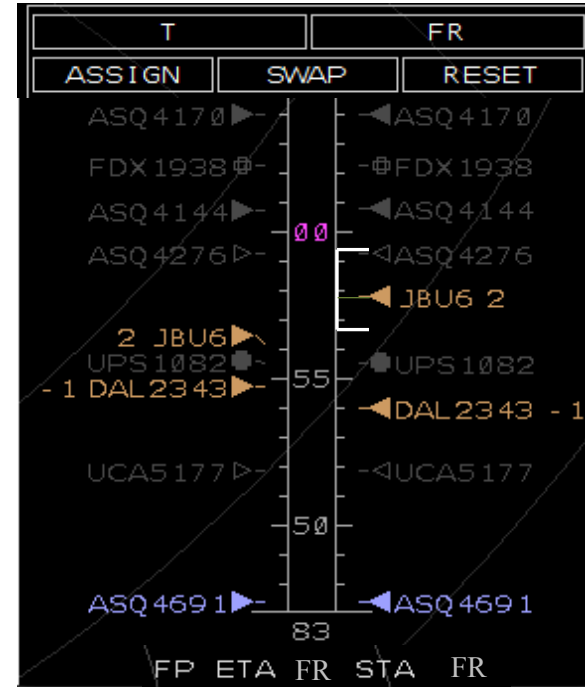 T FR
ASSIGN SWAP RESET
ASQ4170 ASQ4170
FDX1938 FDX1938
ASQ4144 ASQ4144
00
ASQ4276 ASQ4276
JBU6 2
2 JBU6
UPS1082 UPS1082
55
-1 DAL2343
DAL2343 -1
UCA5177 UCA5177
50
ASQ4691 ASQ4691
83
FP ETA FR STA FR